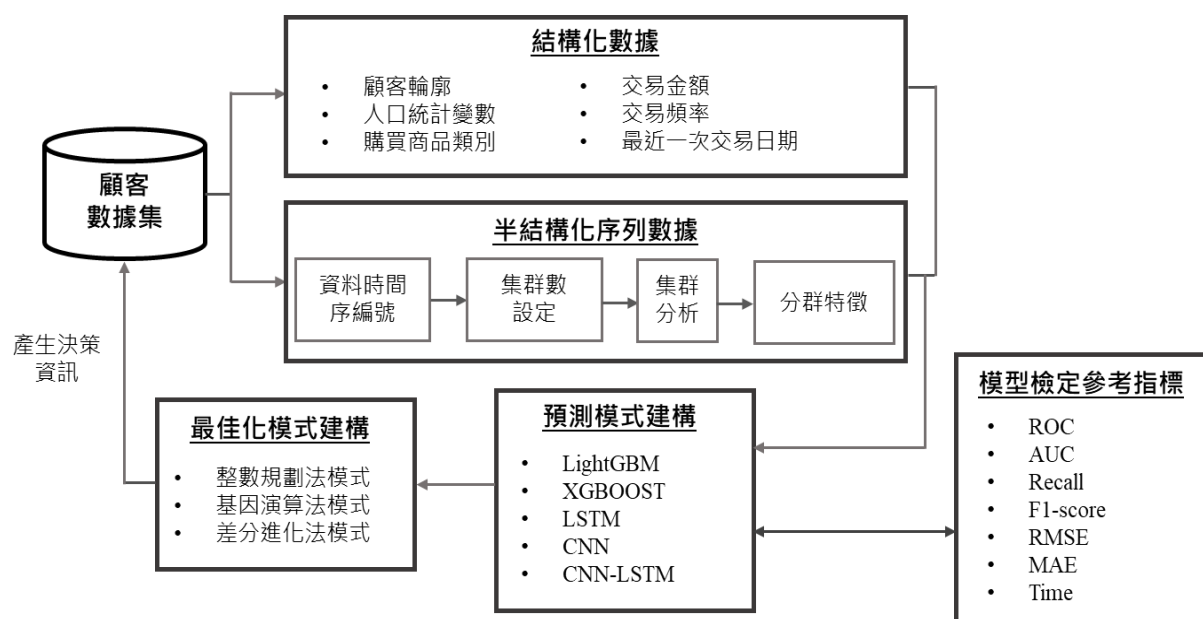 顧客
數據集
結構化數據
• 顧客輪廓
• 人口統計變數
• 購買商品類別
• 交易金額
• 交易頻率
• 最近一次交易日期
半結構化序列數據
資料時間
序編號
集群數
設定
集群
分析
分群特徵
模型檢定參考指標
• ROC
• AUC
• Recall
• F1-score
• RMSE
• MAE
• Time
預測模式建構
• LightGBM
• XGBOOST
• LSTM
• CNN
• CNN-LSTM
最佳化模式建構
• 整數規劃法模式
• 基因演算法模式
• 差分進化法模式
產生決策
資訊